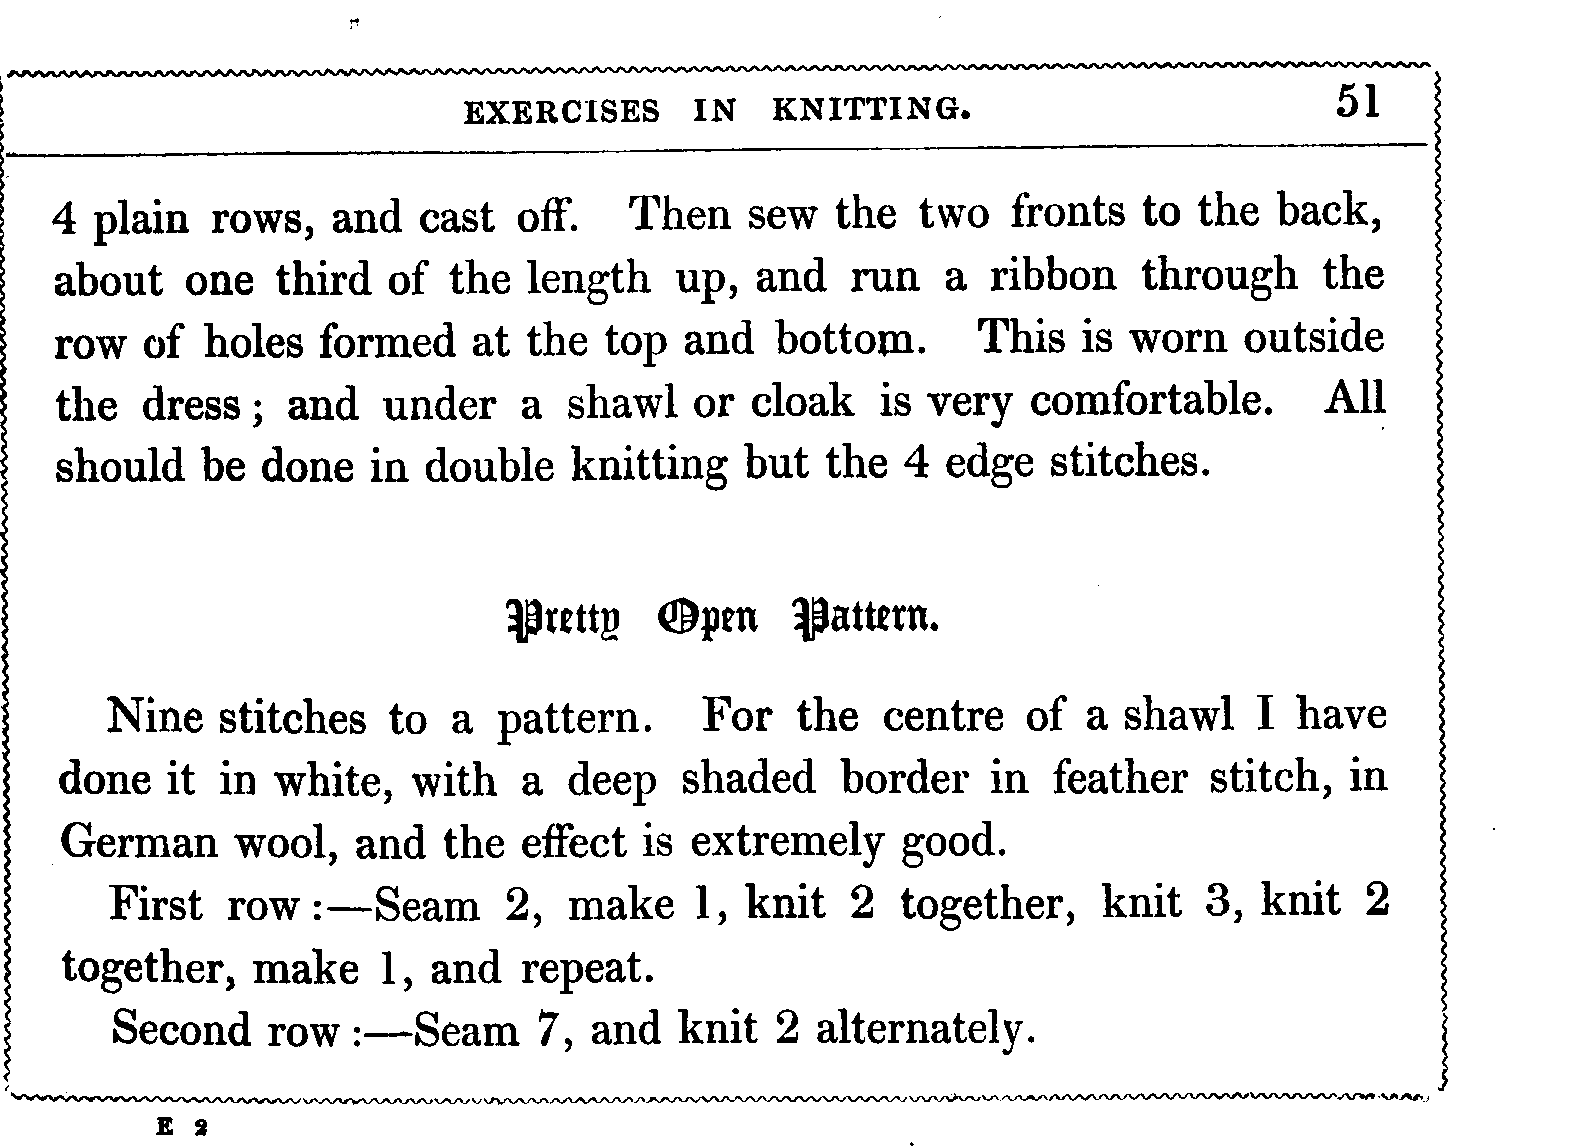 EXERCISES IN KNITTING. 51
4 plain rows, and cast off. Then sew the two fronts to the back,
about one third of the length up, and run a ribbon through the
row of holes formed at the top and bottom. This is worn outside
the dress; and under a shawl or cloak is very comfortable. All
should be done in double knitting but the 4 edge stitches.
Pretty Open Pattern.
Nine stitches to a pattern. For the centre of a shawl I have
done it in white, with a deep shaded border in feather stitch, in
German wool, and the effect is extremely good.
First row:—Seam 2, make 1, knit 2 together, knit 3, knit 2
together, make 1, and repeat.
Second row:—Seam 7, and knit 2 alternately.
E 2